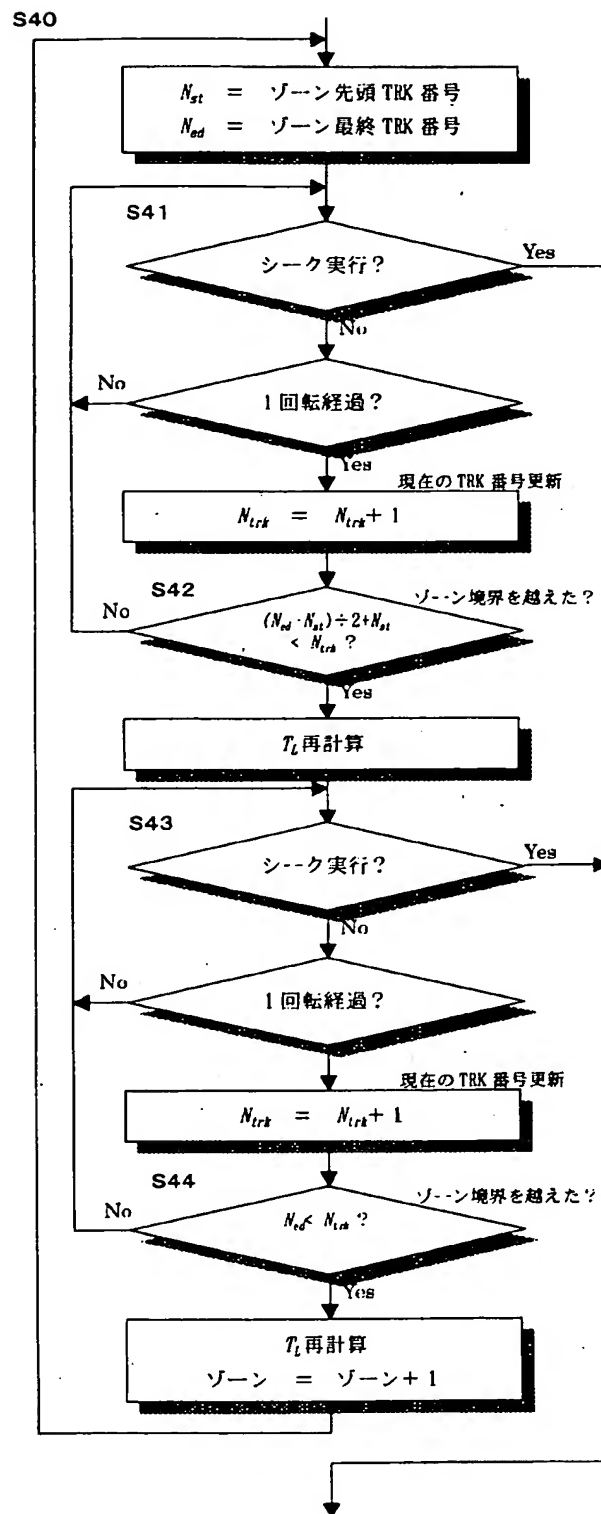 S40
N_st = ゾーン先頭 TRK 番号
N_ed = ゾーン最終 TRK 番号
S41
シーク実行?
Yes
No
1回転経過?
No
Yes
現在の TRK 番号更新
N_trk = N_trk + 1
S42
ゾーン境界を越えた?
No
(N_ed - N_st) ÷ 2 + N_st
< N_trk ?
Yes
T_L 再計算
S43
シーク実行?
Yes
No
1回転経過?
No
現在の TRK 番号更新
N_trk = N_trk + 1
S44
ゾーン境界を越えた?
No
N_ed < N_trk ?
Yes
T_L 再計算
ゾーン = ゾーン + 1